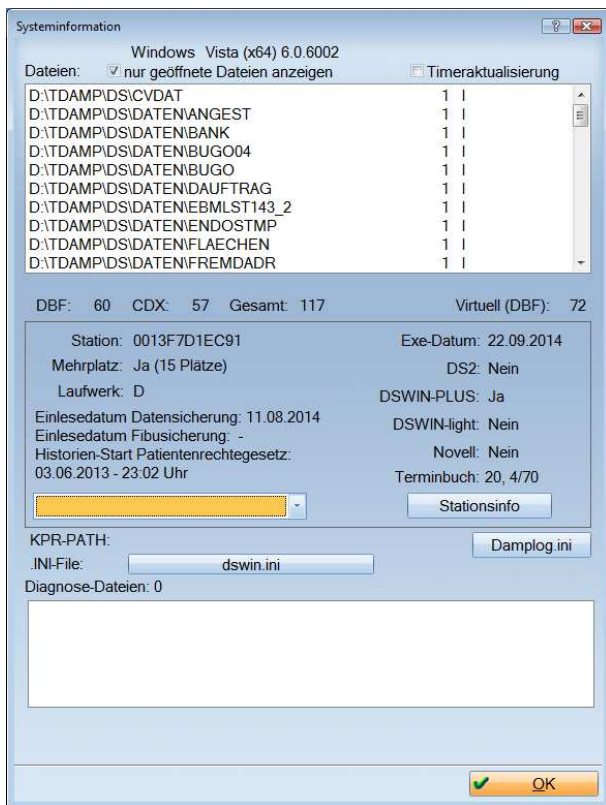 Systeminformation
Windows Vista (x64) 6.0.6002
Dateien: nur geöffnete Dateien anzeigen Timeraktualisierung
D:\TDAMP\DS\CVDAT 1 I
D:\TDAMP\DS\DATEN\ANGEST 1 I
D:\TDAMP\DS\DATEN\BANK 1 I
D:\TDAMP\DS\DATEN\BUGO04 1 I
D:\TDAMP\DS\DATEN\BUGO 1 I
D:\TDAMP\DS\DATEN\DAUFTRAG 1 I
D:\TDAMP\DS\DATEN\EBMLST143_2 1 I
D:\TDAMP\DS\DATEN\ENDOSTMP 1 I
D:\TDAMP\DS\DATEN\FLAECHEN 1 I
D:\TDAMP\DS\DATEN\FREMDADR 1 I
DBF: 60 CDX: 57 Gesamt: 117 Virtuell (DBF): 72
Station: 0013F7D1EC91 Exe-Datum: 22.09.2014
Mehrplatz: Ja (15 Plätze) DS2: Nein
Laufwerk: D DSWIN-PLUS: Ja
Einlesedatum Datensicherung: 11.08.2014 DSWIN-light: Nein
Einlesedatum Fibusicherung: -
Historien-Start Patientenrechtegesetz: Novell: Nein
03.06.2013 - 23:02 Uhr Terminbuch: 20, 4/70
Stationsinfo
KPR-PATH: Damplog.ini
.INI-File: dswin.ini
Diagnose-Dateien: 0
OK